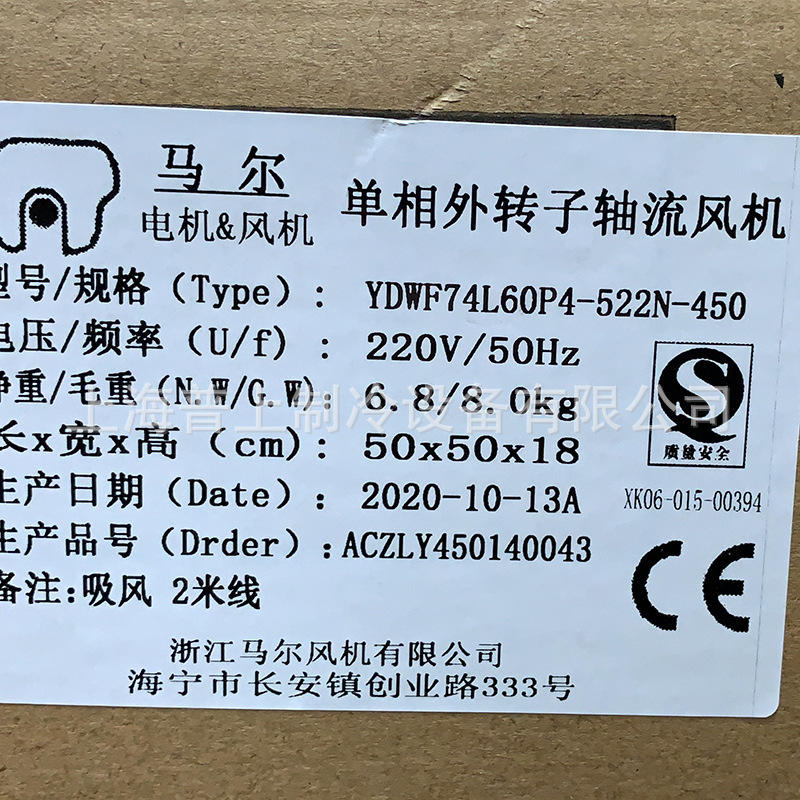 马尔
电机&风机
单相外转子轴流风机
型号/规格(Type): YDWF74L60P4-522N-450
电压/频率(U/f): 220V/50Hz
净重/毛重(N.W/G.W): 6.8/8.0kg
长x宽x高(cm): 50x50x18
生产日期(Date): 2020-10-13A
生产品号(Drder): ACZLY450140043
备注:吸风 2米线
质量安全
XK06-015-00394
CE
浙江马尔风机有限公司
海宁市长安镇创业路333号
上海普上制冷设备有限公司